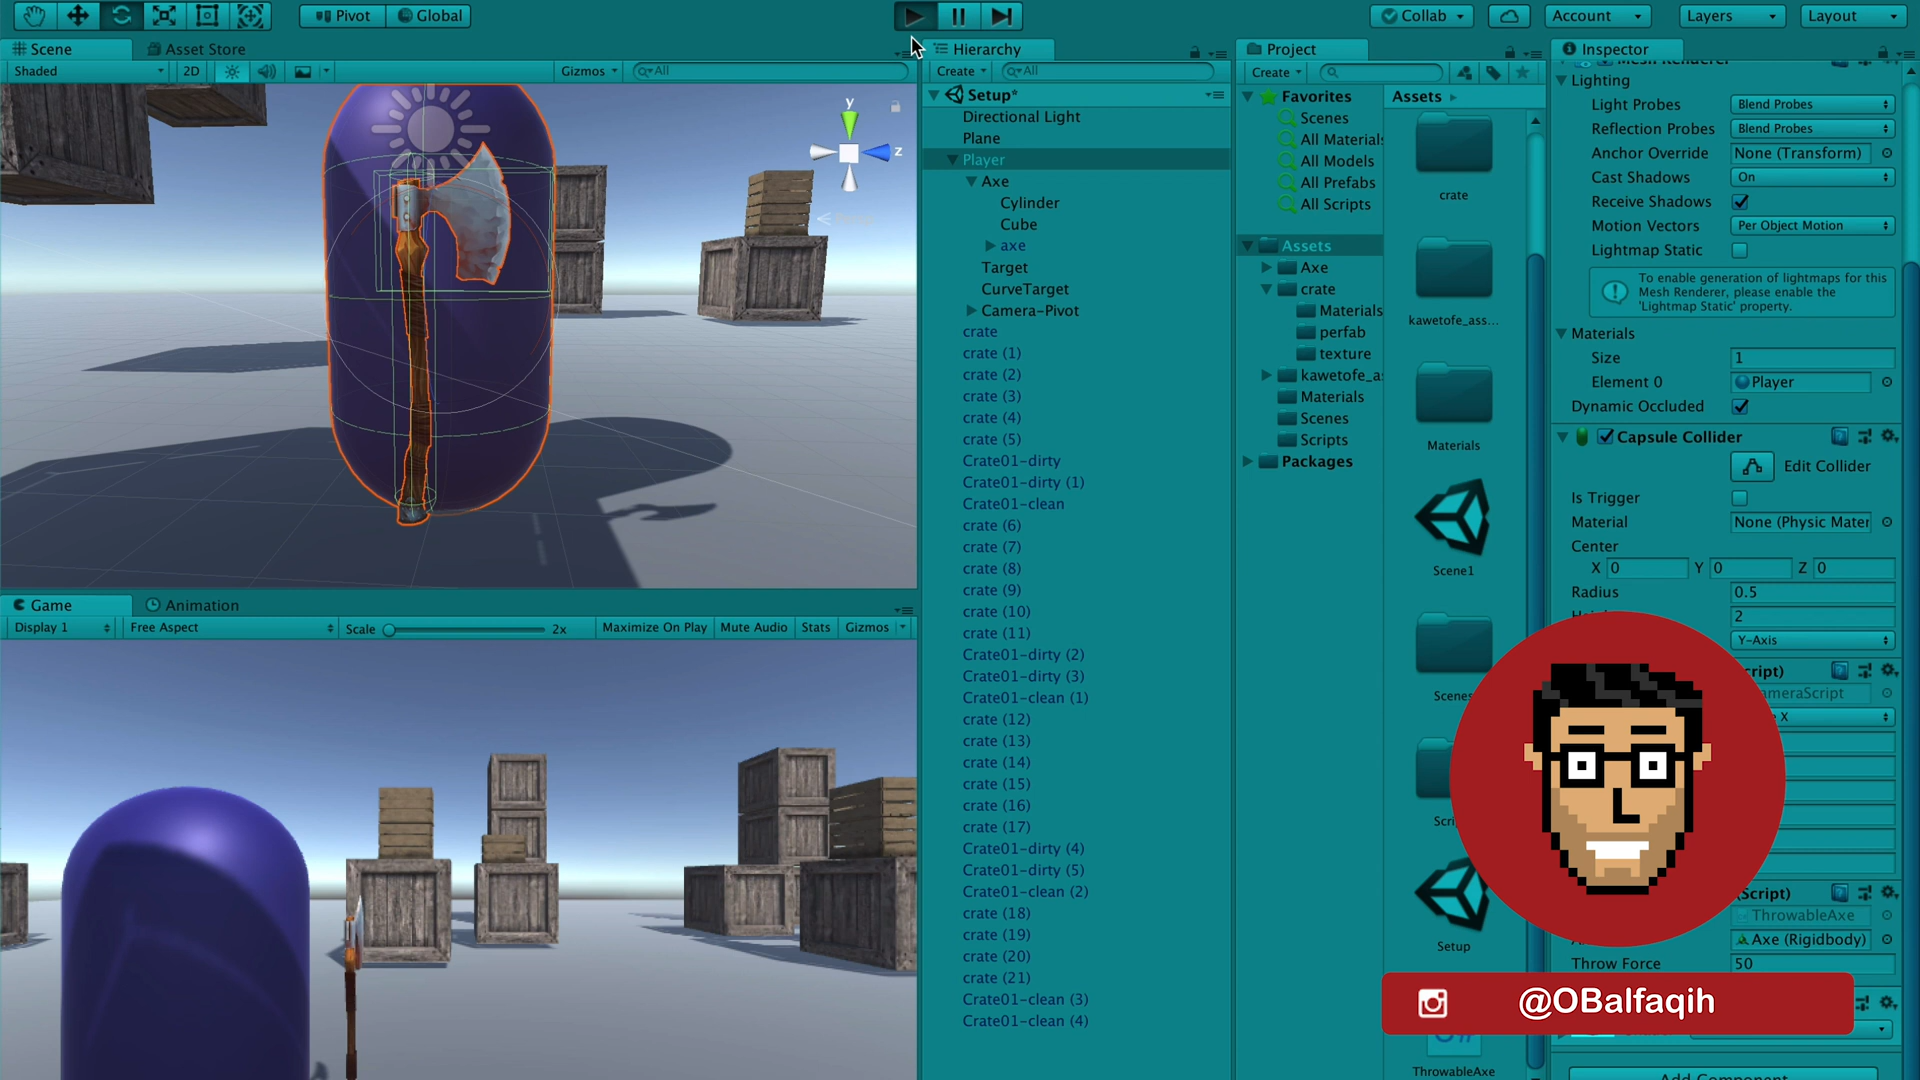 Pivot Global Collab Account Layers Layout
Scene Asset Store
Shaded 2D Gizmos All
y
z
Game Animation
Display 1 Free Aspect Scale 2x Maximize On Play Mute Audio Stats Gizmos
Hierarchy
Create All
Setup*
Directional Light
Plane
Player
Axe
Cylinder
Cube
axe
Target
CurveTarget
Camera-Pivot
crate
crate (1)
crate (2)
crate (3)
crate (4)
crate (5)
Crate01-dirty
Crate01-dirty (1)
Crate01-clean
crate (6)
crate (7)
crate (8)
crate (9)
crate (10)
crate (11)
Crate01-dirty (2)
Crate01-dirty (3)
Crate01-clean (1)
crate (12)
crate (13)
crate (14)
crate (15)
crate (16)
crate (17)
Crate01-dirty (4)
Crate01-dirty (5)
Crate01-clean (2)
crate (18)
crate (19)
crate (20)
crate (21)
Crate01-clean (3)
Crate01-clean (4)
Project
Create
Favorites
Scenes
All Materials
All Models
All Prefabs
All Scripts
Assets
Axe
crate
Materials
perfab
texture
kawetofe_as
Materials
Scenes
Scripts
Packages
Assets
crate
kawetofe_ass...
Materials
Scene1
Scenes
Scri
Setup
ThrowableAxe
Inspector
Mesh Renderer
Lighting
Light Probes Blend Probes
Reflection Probes Blend Probes
Anchor Override None (Transform)
Cast Shadows On
Receive Shadows
Motion Vectors Per Object Motion
Lightmap Static
To enable generation of lightmaps for this
Mesh Renderer, please enable the
'Lightmap Static' property.
Materials
Size 1
Element 0 Player
Dynamic Occluded
Capsule Collider
Edit Collider
Is Trigger
Material None (Physic Mater
Center
X 0 Y 0 Z 0
Radius 0.5
2
Y-Axis
cript)
ameraScript
X
(Script)
ThrowableAxe
Axe (Rigidbody)
Throw Force 50
@OBalfaqih
Add Component